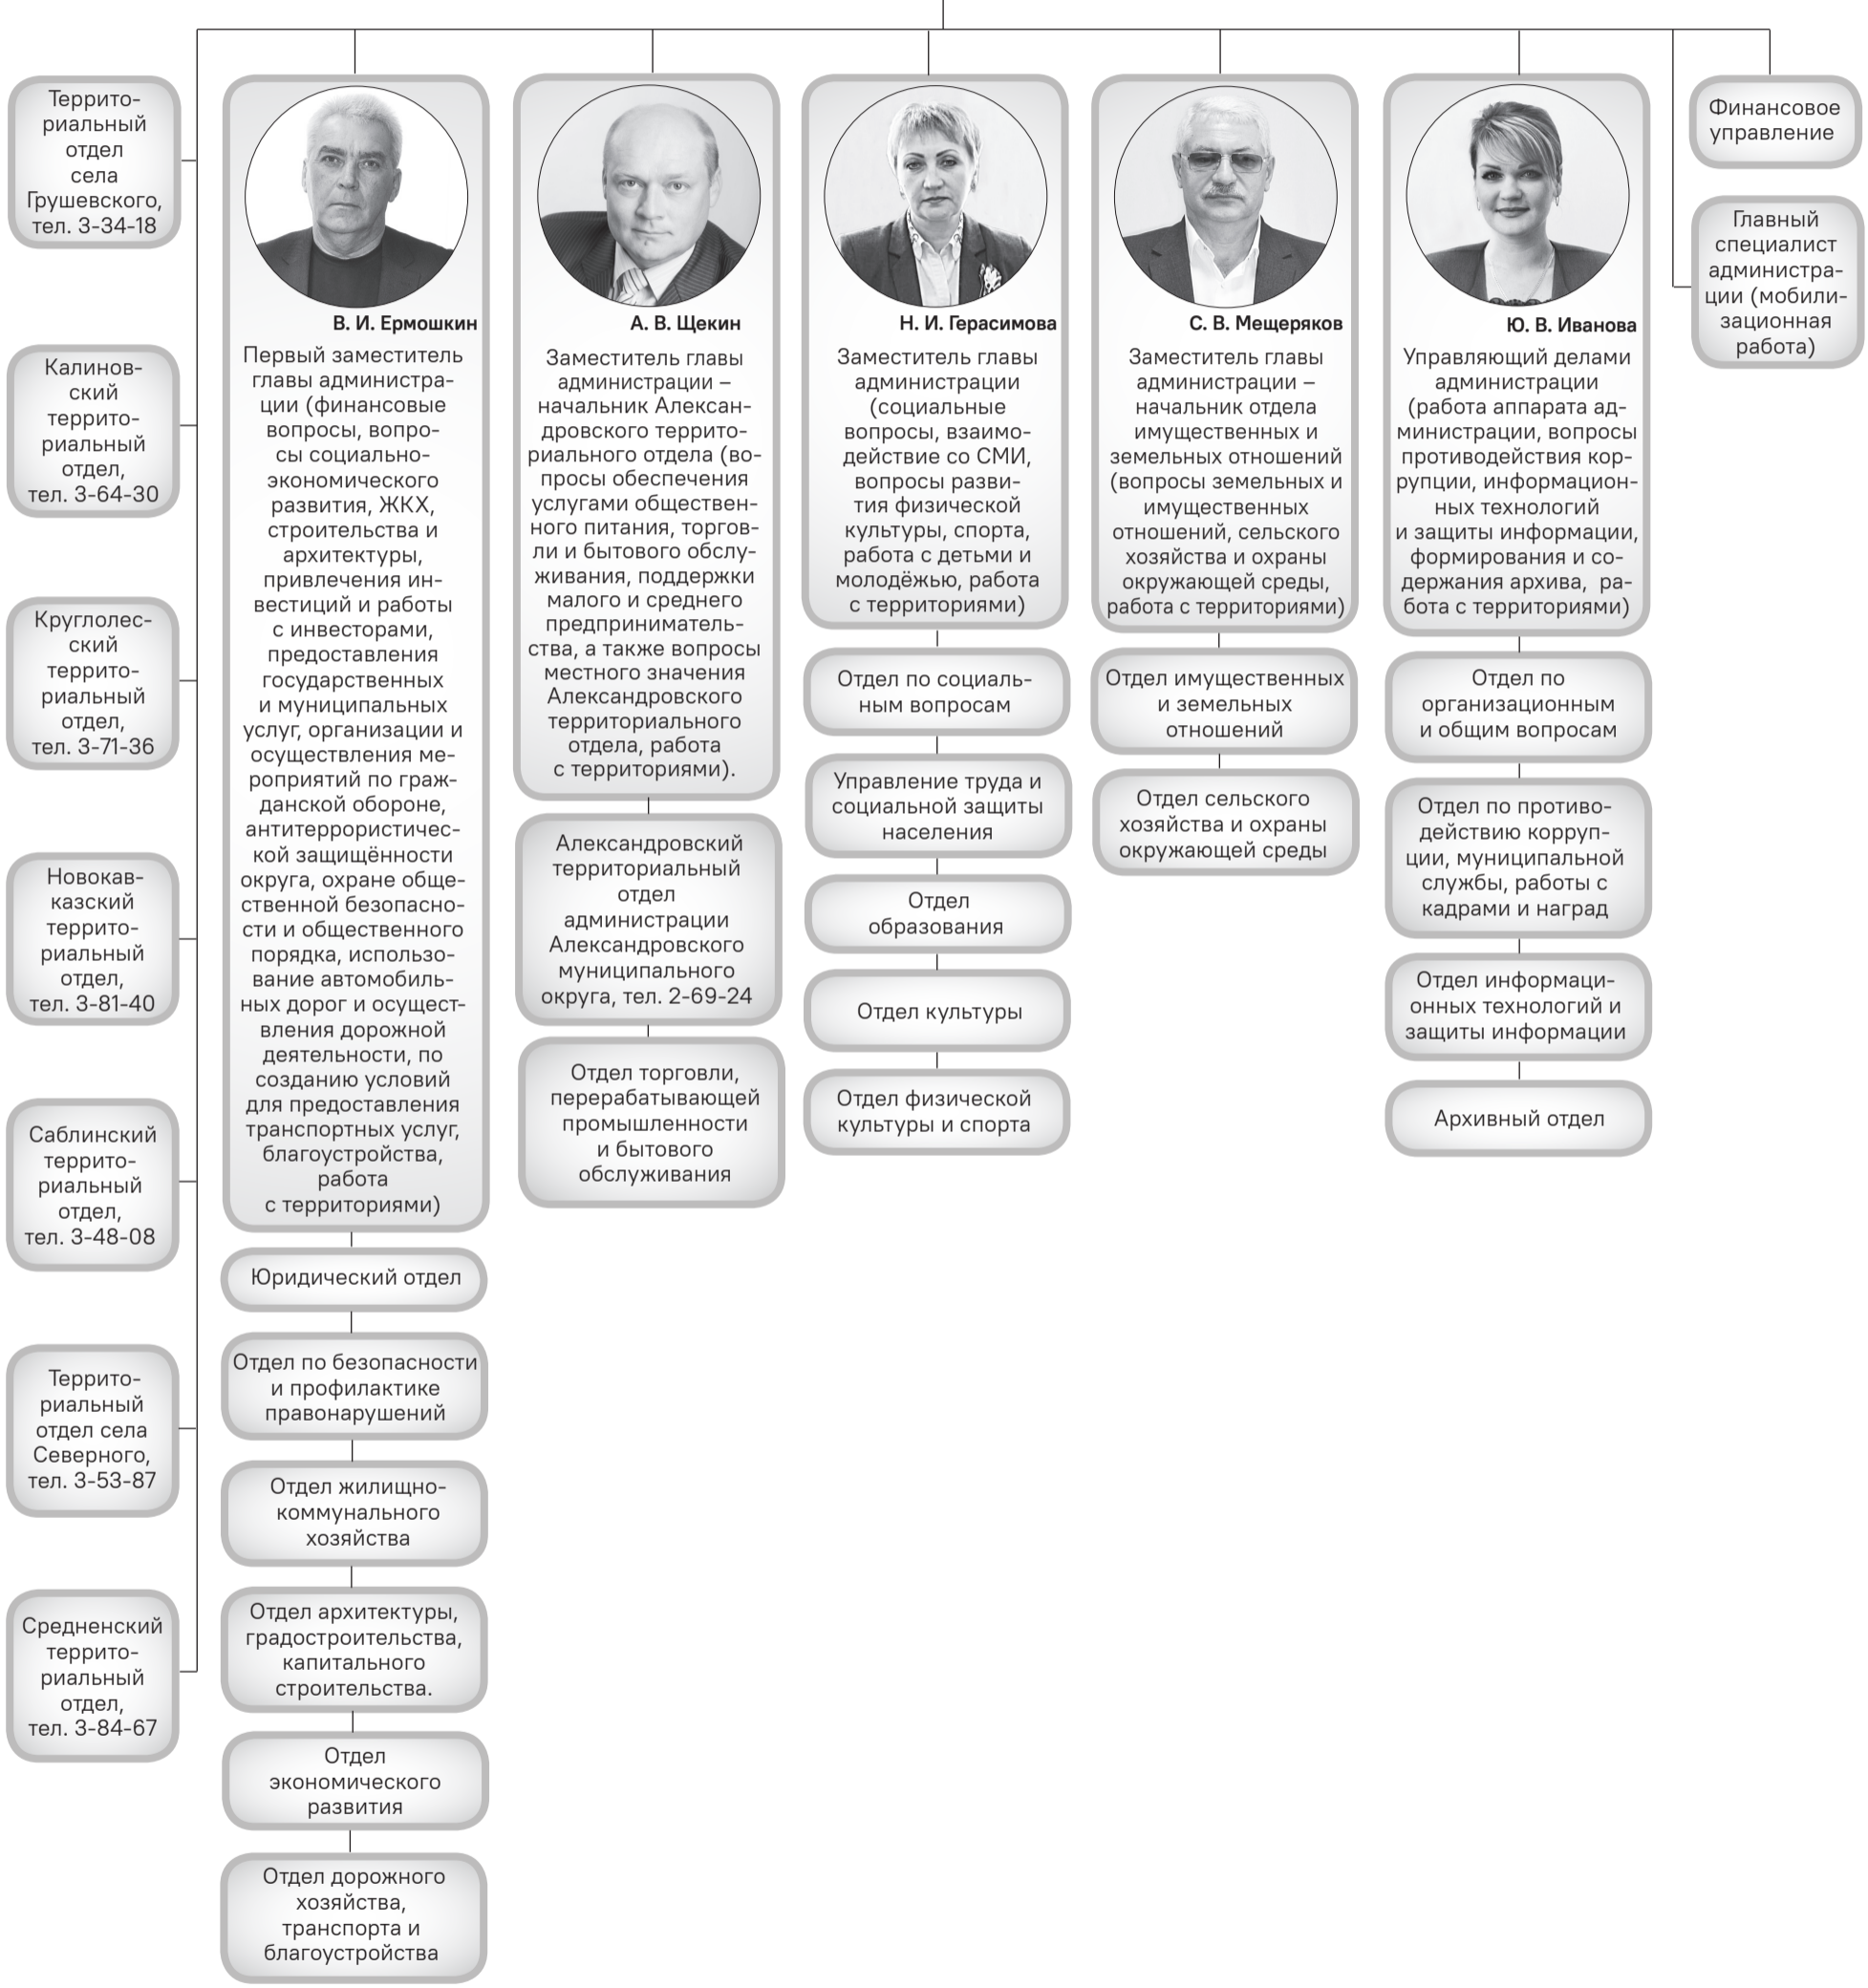 Террито-
риальный
отдел
села
Грушевского,
тел. 3-34-18
Калинов-
ский
террито-
риальный
отдел,
тел. 3-64-30
Круглолес-
ский
террито-
риальный
отдел,
тел. 3-71-36
Новокав-
казский
террито-
риальный
отдел,
тел. 3-81-40
Саблинский
террито-
риальный
отдел,
тел. 3-48-08
Террито-
риальный
отдел села
Северного,
тел. 3-53-87
Средненский
террито-
риальный
отдел,
тел. 3-84-67
В. И. Ермошкин
Первый заместитель
главы администра-
ции (финансовые
вопросы, вопро-
сы социально-
экономического
развития, ЖКХ,
строительства и
архитектуры,
привлечения ин-
вестиций и работы
с инвесторами,
предоставления
государственных
и муниципальных
услуг, организации и
осуществления ме-
роприятий по граж-
данской обороне,
антитеррористичес-
кой защищённости
округа, охране обще-
ственной безопасно-
сти и общественного
порядка, использо-
вание автомобиль-
ных дорог и осущест-
вления дорожной
деятельности, по
созданию условий
для предоставления
транспортных услуг,
благоустройства,
работа
с территориями)
Юридический отдел
Отдел по безопасности
и профилактике
правонарушений
Отдел жилищно-
коммунального
хозяйства
Отдел архитектуры,
градостроительства,
капитального
строительства.
Отдел
экономического
развития
Отдел дорожного
хозяйства,
транспорта и
благоустройства
А. В. Щекин
Заместитель главы
администрации –
начальник Алексан-
дровского террито-
риального отдела (во-
просы обеспечения
услугами обществен-
ного питания, торгов-
ли и бытового обслу-
живания, поддержки
малого и среднего
предприниматель-
ства, а также вопросы
местного значения
Александровского
территориального
отдела, работа
с территориями).
Александровский
территориальный
отдел
администрации
Александровского
муниципального
округа, тел. 2-69-24
Отдел торговли,
перерабатывающей
промышленности
и бытового
обслуживания
Н. И. Герасимова
Заместитель главы
администрации
(социальные
вопросы, взаимо-
действие со СМИ,
вопросы разви-
тия физической
культуры, спорта,
работа с детьми и
молодёжью, работа
с территориями)
Отдел по социаль-
ным вопросам
Управление труда и
социальной защиты
населения
Отдел
образования
Отдел культуры
Отдел физической
культуры и спорта
С. В. Мещеряков
Заместитель главы
администрации –
начальник отдела
имущественных и
земельных отношений
(вопросы земельных и
имущественных
отношений, сельского
хозяйства и охраны
окружающей среды,
работа с территориями)
Отдел имущественных
и земельных
отношений
Отдел сельского
хозяйства и охраны
окружающей среды
Ю. В. Иванова
Управляющий делами
администрации
(работа аппарата ад-
министрации, вопросы
противодействия кор-
рупции, информацион-
ных технологий
и защиты информации,
формирования и со-
держания архива, ра-
бота с территориями)
Отдел по
организационным
и общим вопросам
Отдел по противо-
действию корруп-
ции, муниципальной
службы, работы с
кадрами и наград
Отдел информаци-
онных технологий и
защиты информации
Архивный отдел
Финансовое
управление
Главный
специалист
администра-
ции (мобили-
зационная
работа)